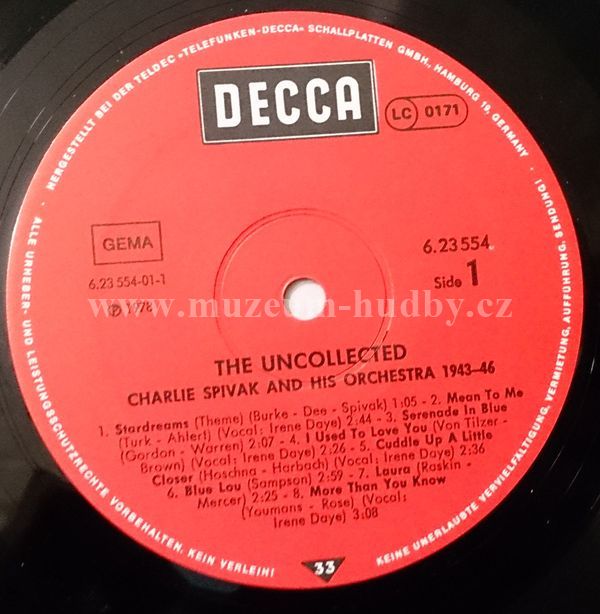 HERGESTELLT BEI DER TELDEC »TELEFUNKEN-DECCA« SCHALLPLATTEN GMBH., HAMBURG 19, GERMANY
DECCA
LC 0171
GEMA
6.23 554-01-1
Ⓟ 1978
6.23 554
Side 1
www.muzeum-hudby.cz
THE UNCOLLECTED
CHARLIE SPIVAK AND HIS ORCHESTRA 1943-46
1. Stardreams (Theme) (Burke - Dee - Spivak) 1:05 - 2. Mean To Me
(Turk - Ahlert) (Vocal: Irene Daye) 2:44 - 3. Serenade In Blue
(Gordon - Warren) 2:07 - 4. I Used To Love You (Von Tilzer -
Brown) (Vocal: Irene Daye) 2:26 - 5. Cuddle Up A Little
Closer (Hoschna - Harbach) (Vocal: Irene Daye) 2:36
6. Blue Lou (Sampson) 2:59 - 7. Laura (Raskin -
Mercer) 2:25 - 8. More Than You Know
(Youmans - Rose) (Vocal:
Irene Daye) 3:08
33
ALLE URHEBER- UND LEISTUNGSSCHUTZRECHTE VORBEHALTEN. KEIN VERLEIH!
KEINE UNERLAUBTE VERVIELFÄLTIGUNG, VERMIETUNG, AUFFÜHRUNG, SENDUNG!